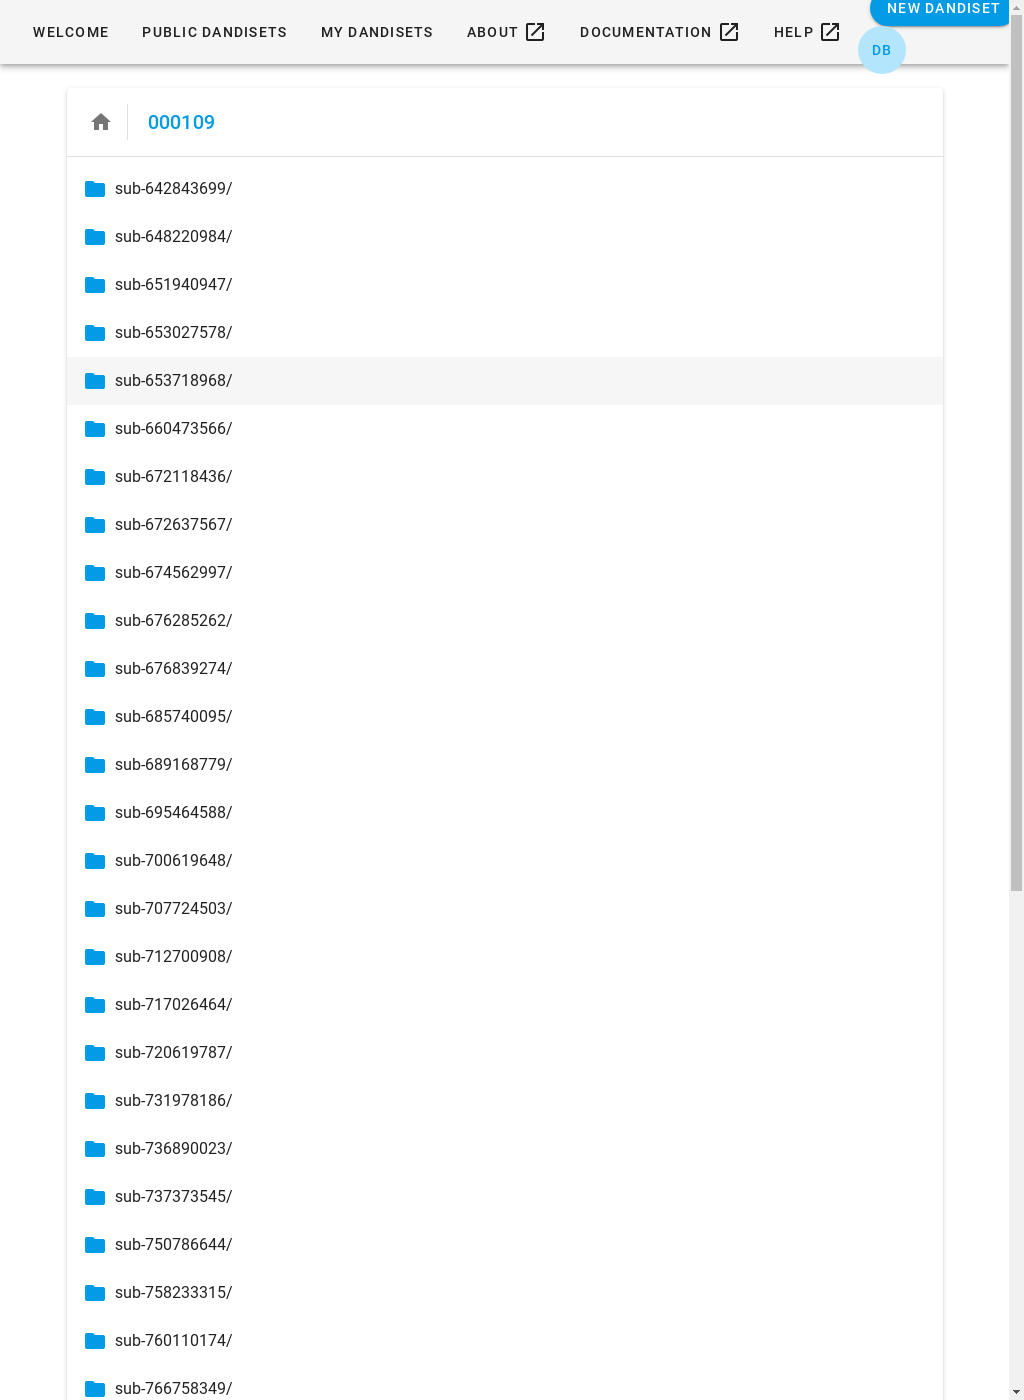 NEW DANDISET
WELCOME PUBLIC DANDISETS MY DANDISETS ABOUT DOCUMENTATION HELP
DB
000109
sub-642843699/
sub-648220984/
sub-651940947/
sub-653027578/
sub-653718968/
sub-660473566/
sub-672118436/
sub-672637567/
sub-674562997/
sub-676285262/
sub-676839274/
sub-685740095/
sub-689168779/
sub-695464588/
sub-700619648/
sub-707724503/
sub-712700908/
sub-717026464/
sub-720619787/
sub-731978186/
sub-736890023/
sub-737373545/
sub-750786644/
sub-758233315/
sub-760110174/
sub-766758349/